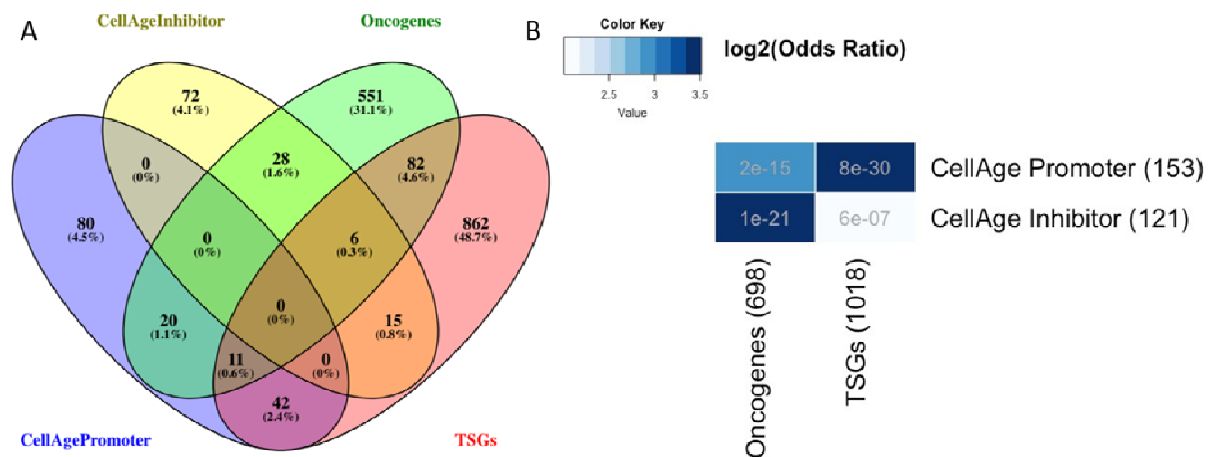 A
CellAgeInhibitor
Oncogenes
72
(4.1%)
551
(31.1%)
0
(0%)
28
(1.6%)
82
(4.6%)
80
(4.5%)
0
(0%)
6
(0.3%)
862
(48.7%)
0
(0%)
20
(1.1%)
15
(0.8%)
11
(0.6%)
0
(0%)
42
(2.4%)
CellAgePromoter
TSGs
B
Color Key
log2(Odds Ratio)
2.5 3 3.5
Value
2e-15 8e-30 CellAge Promoter (153)
1e-21 6e-07 CellAge Inhibitor (121)
Oncogenes (698)
TSGs (1018)